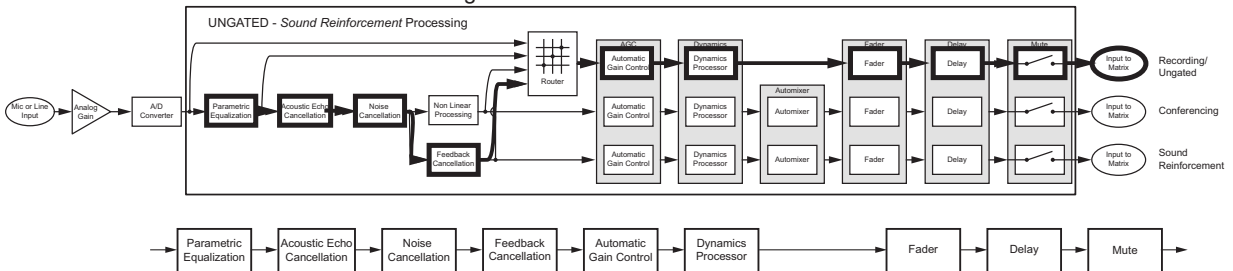 UNGATED - Sound Reinforcement Processing
AGC
Dynamics
Fader
Delay
Mute
Router
Automatic
Gain Control
Dynamics
Processor
Fader
Delay
Input to
Matrix
Recording/
Ungated
Automixer
Mic or Line
Input
Analog
Gain
A/D
Converter
Parametric
Equalization
Acoustic Echo
Cancellation
Noise
Cancellation
Non Linear
Processing
Automatic
Gain Control
Dynamics
Processor
Automixer
Fader
Delay
Input to
Matrix
Conferencing
Feedback
Cancellation
Automatic
Gain Control
Dynamics
Processor
Automixer
Fader
Delay
Input to
Matrix
Sound
Reinforcement
Parametric
Equalization
Acoustic Echo
Cancellation
Noise
Cancellation
Feedback
Cancellation
Automatic
Gain Control
Dynamics
Processor
Fader
Delay
Mute